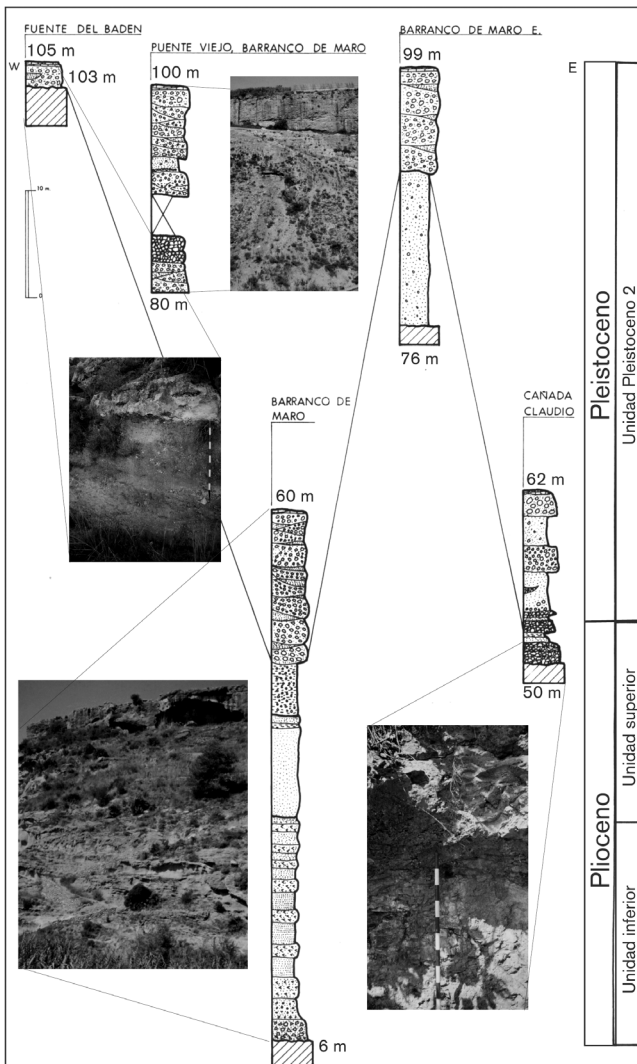 FUENTE DEL BADEN
105 m
W
103 m
PUENTE VIEJO, BARRANCO DE MARO
100 m
80 m
BARRANCO DE MARO E.
99 m
E
76 m
10 m.
0
BARRANCO DE
MARO
60 m
6 m
CAÑADA
CLAUDIO
62 m
50 m
Pleistoceno
Unidad Pleistoceno 2
Plioceno
Unidad superior
Unidad inferior